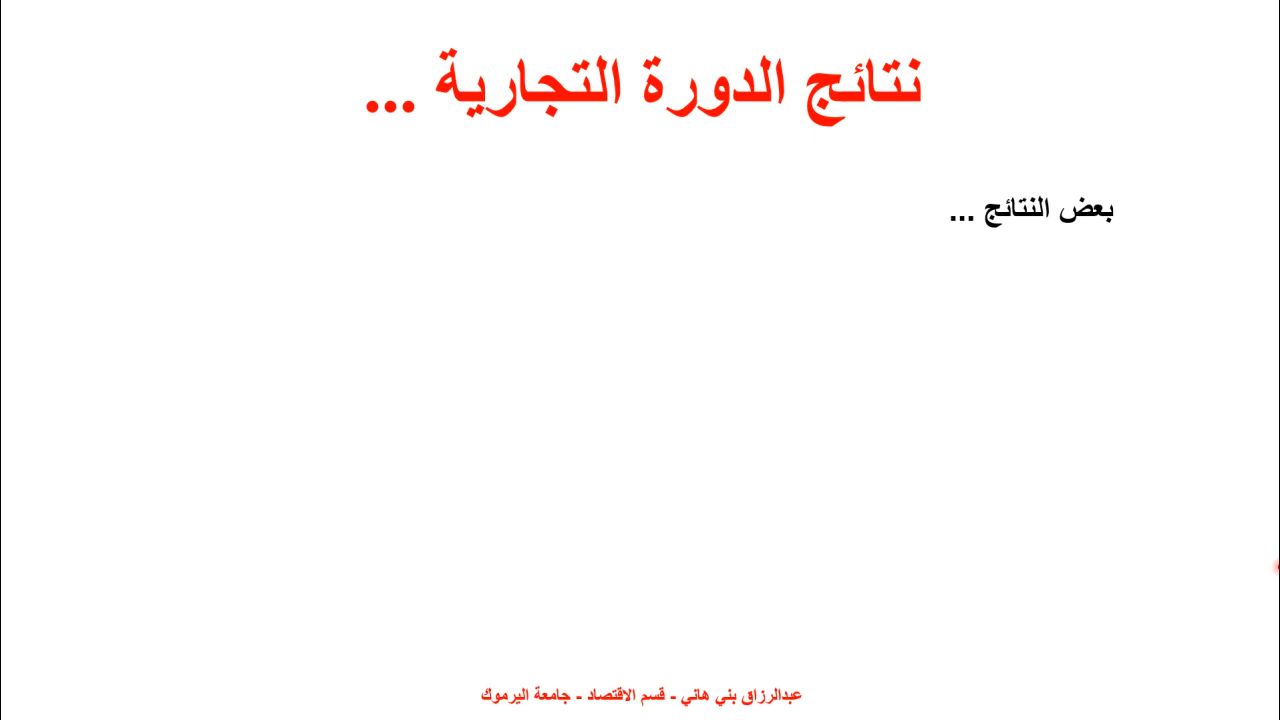 نتائج الدورة التجارية ...
بعض النتائج ...
عبدالرزاق بني هاني - قسم الاقتصاد - جامعة اليرموك